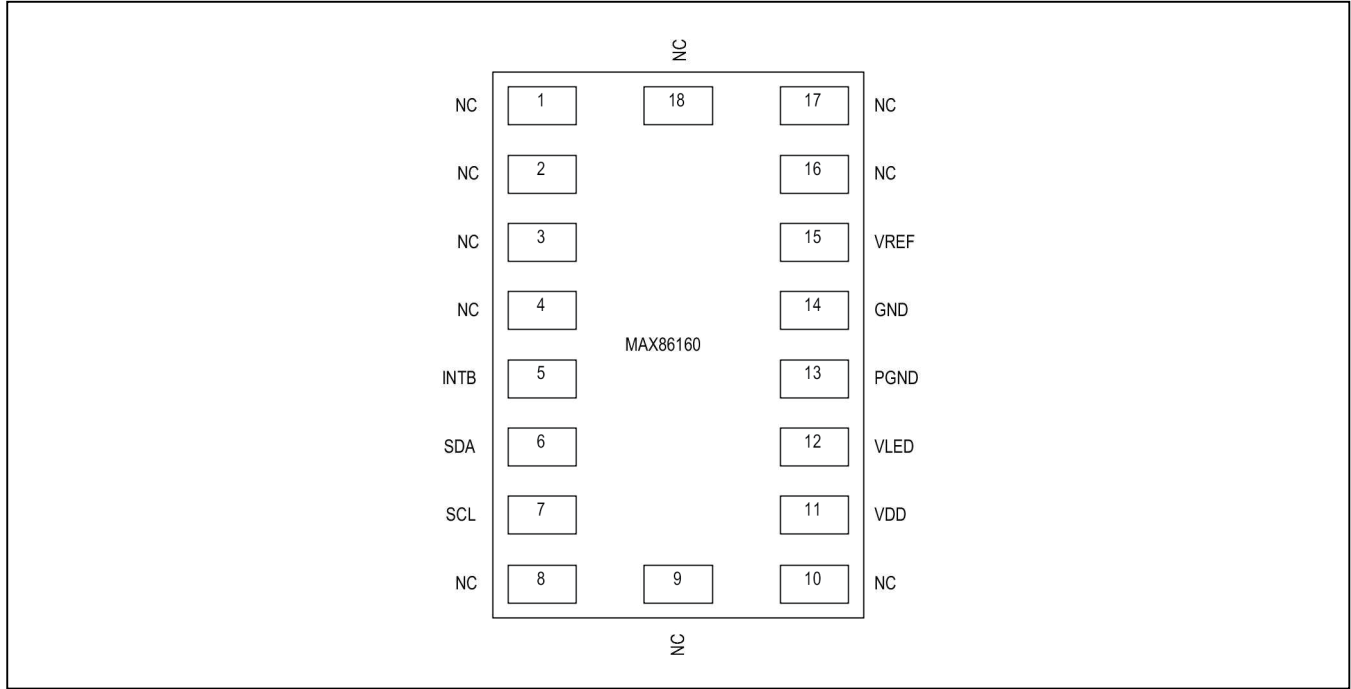 NC
NC 1 18 17 NC
NC 2 16 NC
NC 3 15 VREF
NC 4 14 GND
MAX86160
INTB 5 13 PGND
SDA 6 12 VLED
SCL 7 11 VDD
NC 8 9 10 NC
NC